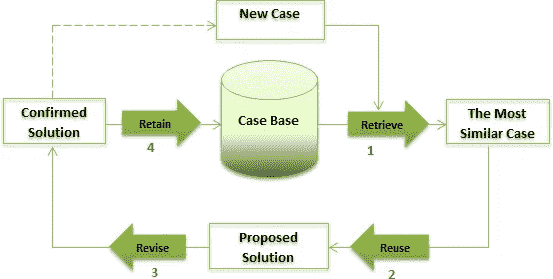 New Case
Confirmed
Solution
Retain
4
Case Base
Retrieve
1
The Most
Similar Case
Revise
3
Proposed
Solution
Reuse
2